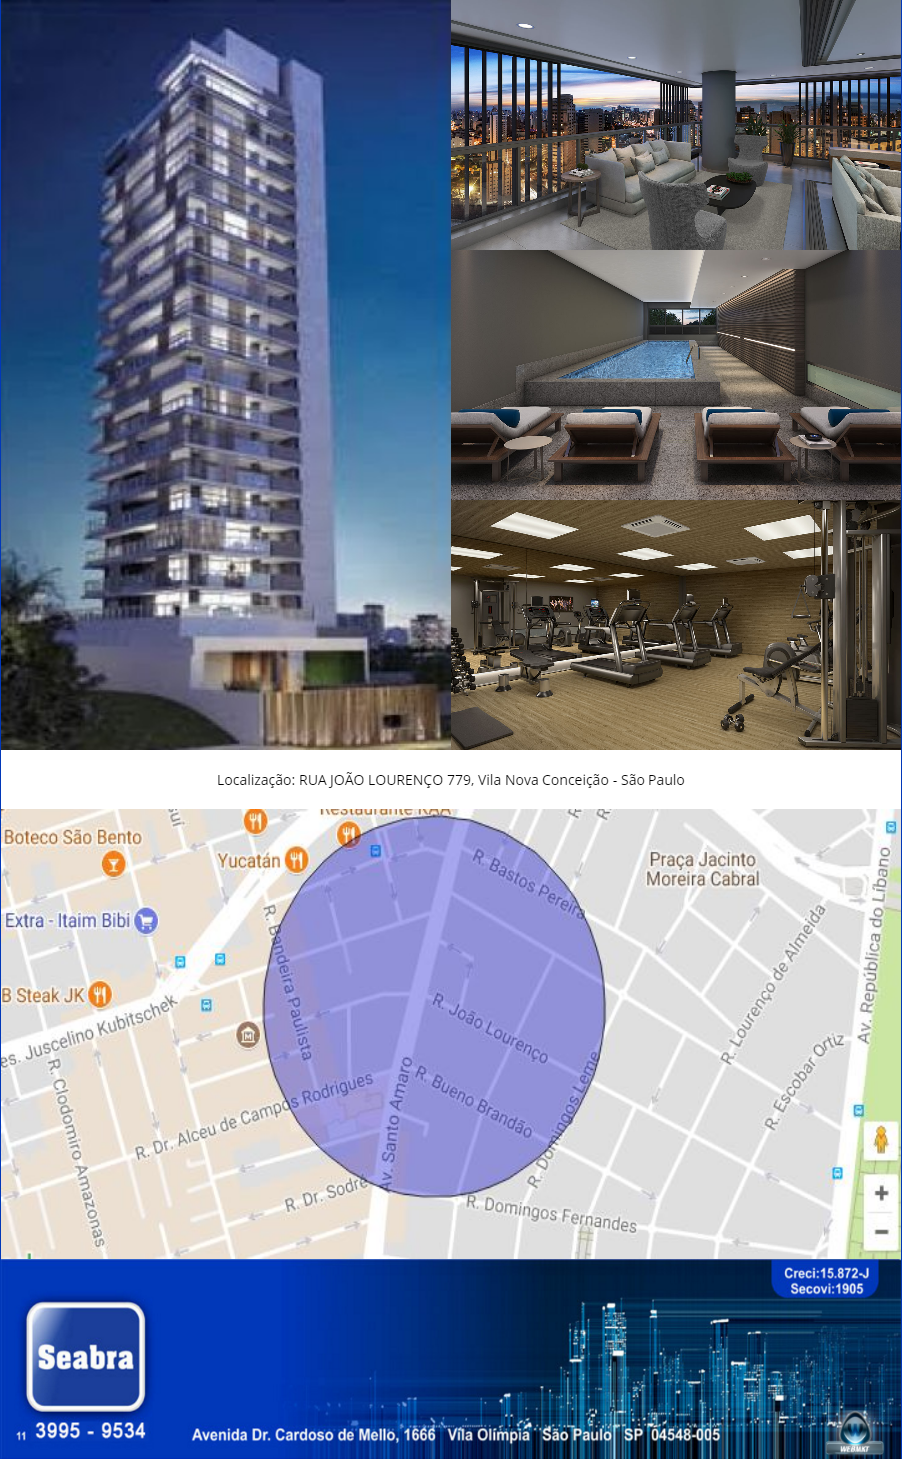 Localização: RUA JOÃO LOURENÇO 779, Vila Nova Conceição - São Paulo
Restaurante KAA
Boteco São Bento
Yucatán
R. Bastos Pereira
Praça Jacinto
Moreira Cabral
Extra - Itaim Bibi
R. Bandeira Paulista
R. Lourenço de Almeida
Av. República do Líbano
B Steak JK
es. Juscelino Kubitschek
R. João Lourenço
R. Escobar Ortiz
R. Clodomiro Amazonas
R. Dr. Alceu de Campos Rodrigues
Av. Santo Amaro
R. Bueno Brandão
R. Domingos Leme
R. Dr. Sodré
R. Domingos Fernandes
+
−
Creci:15.872-J
Secovi:1905
Seabra
11 3995 - 9534
Avenida Dr. Cardoso de Mello, 1666 Vila Olímpia São Paulo SP 04548-005
WEBMKT